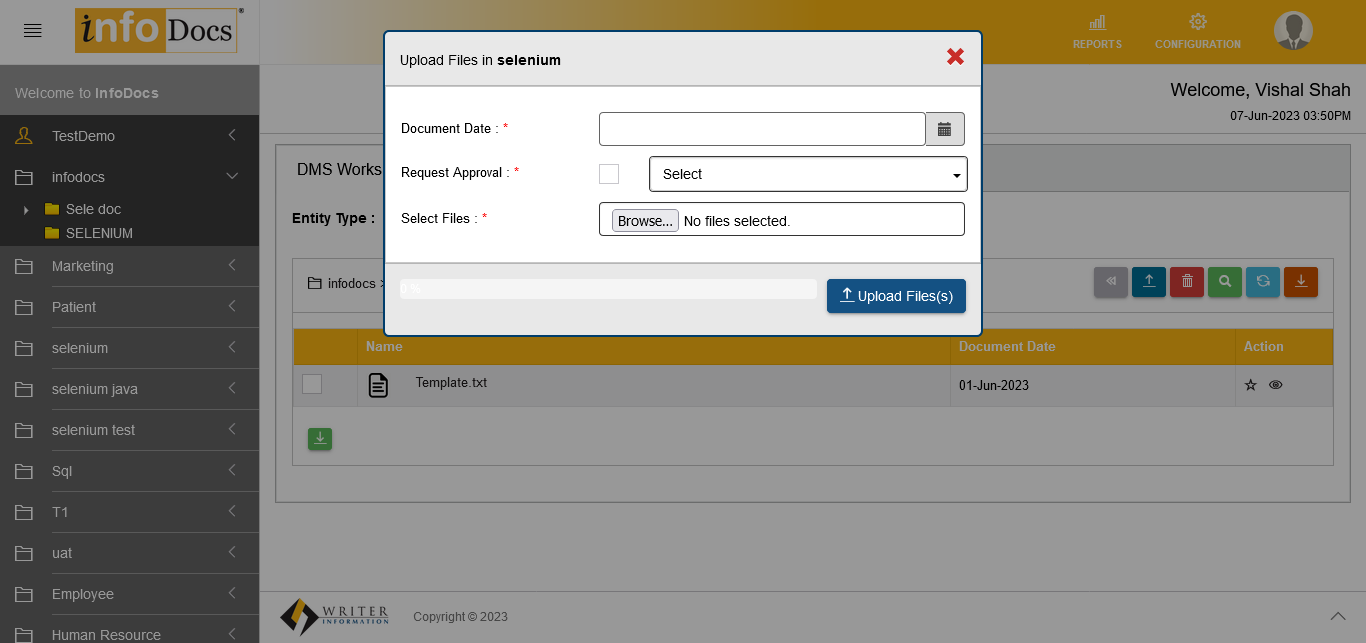 info Docs
REPORTS
CONFIGURATION
Welcome to InfoDocs
Welcome, Vishal Shah
07-Jun-2023 03:50PM
TestDemo
infodocs
Sele doc
SELENIUM
Marketing
Patient
selenium
selenium java
selenium test
Sql
T1
uat
Employee
Human Resource
Upload Files in selenium
Document Date : *
Request Approval : *
Select
Select Files : *
Browse... No files selected.
0 %
Upload Files(s)
DMS Works
Entity Type :
infodocs >
Name
Document Date
Action
Template.txt
01-Jun-2023
WRITER
INFORMATION
Copyright © 2023